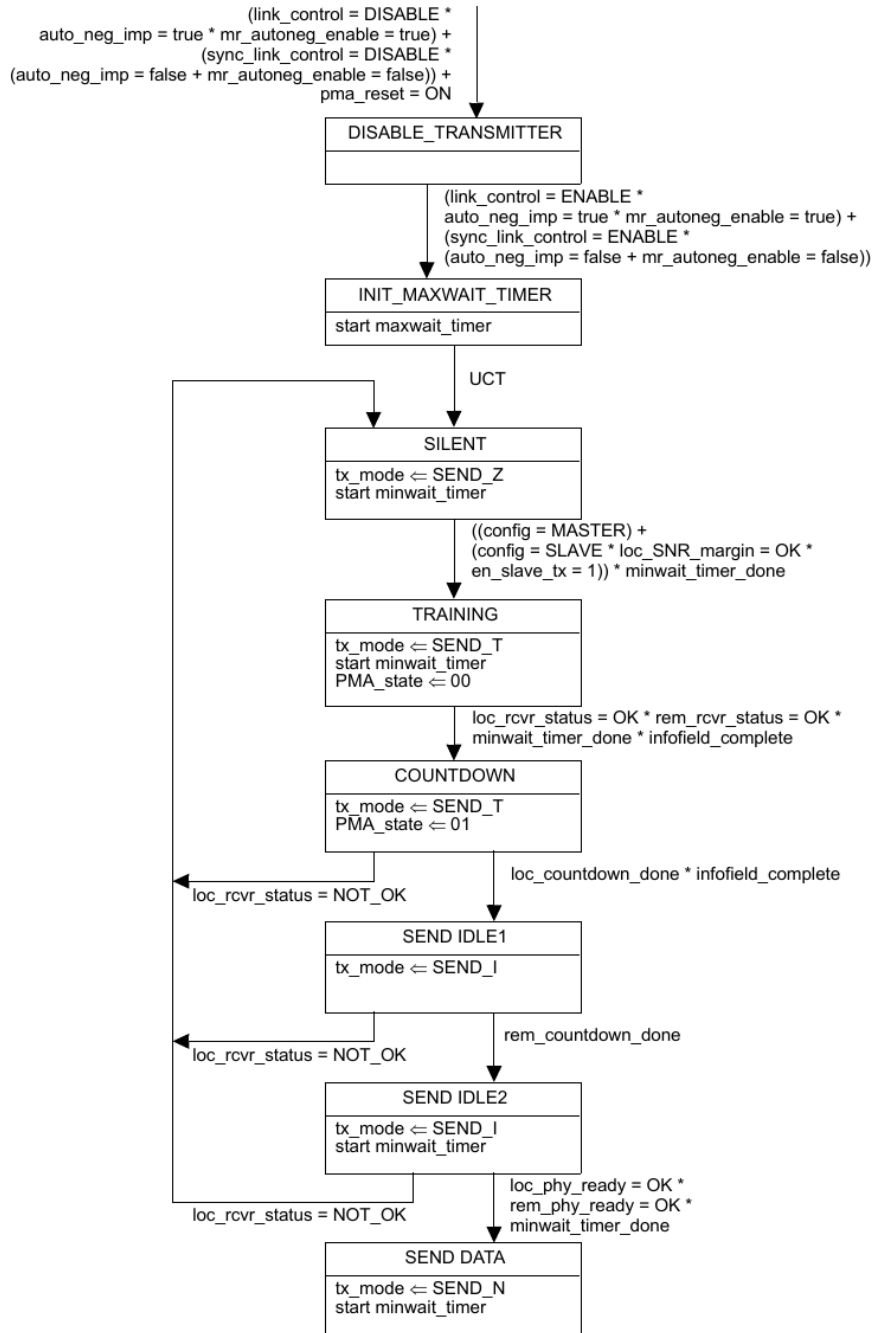 (link_control = DISABLE *
auto_neg_imp = true * mr_autoneg_enable = true) +
(sync_link_control = DISABLE *
(auto_neg_imp = false + mr_autoneg_enable = false)) +
pma_reset = ON
DISABLE_TRANSMITTER
(link_control = ENABLE *
auto_neg_imp = true * mr_autoneg_enable = true) +
(sync_link_control = ENABLE *
(auto_neg_imp = false + mr_autoneg_enable = false))
INIT_MAXWAIT_TIMER
start maxwait_timer
UCT
SILENT
tx_mode ⇐ SEND_Z
start minwait_timer
((config = MASTER) +
(config = SLAVE * loc_SNR_margin = OK *
en_slave_tx = 1)) * minwait_timer_done
TRAINING
tx_mode ⇐ SEND_T
start minwait_timer
PMA_state ⇐ 00
loc_rcvr_status = OK * rem_rcvr_status = OK *
minwait_timer_done * infofield_complete
COUNTDOWN
tx_mode ⇐ SEND_T
PMA_state ⇐ 01
loc_countdown_done * infofield_complete
loc_rcvr_status = NOT_OK
SEND IDLE1
tx_mode ⇐ SEND_I
rem_countdown_done
loc_rcvr_status = NOT_OK
SEND IDLE2
tx_mode ⇐ SEND_I
start minwait_timer
loc_phy_ready = OK *
rem_phy_ready = OK *
minwait_timer_done
loc_rcvr_status = NOT_OK
SEND DATA
tx_mode ⇐ SEND_N
start minwait_timer